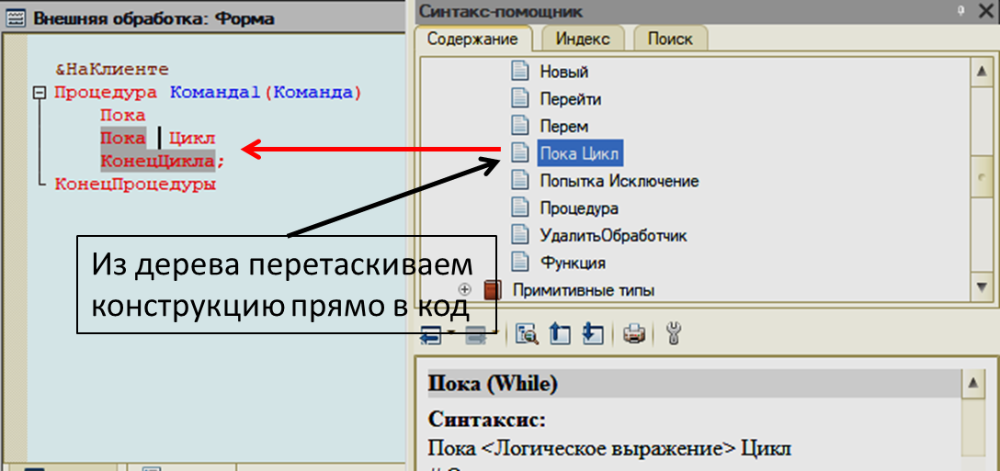 Внешняя обработка: Форма
&НаКлиенте
Процедура Команда1(Команда)
Пока
Пока Цикл
КонецЦикла;
КонецПроцедуры
Из дерева перетаскиваем
конструкцию прямо в код
Синтакс-помощник
Содержание Индекс Поиск
Новый
Перейти
Перем
Пока Цикл
Попытка Исключение
Процедура
УдалитьОбработчик
Функция
Примитивные типы
Пока (While)
Синтаксис:
Пока <Логическое выражение> Цикл